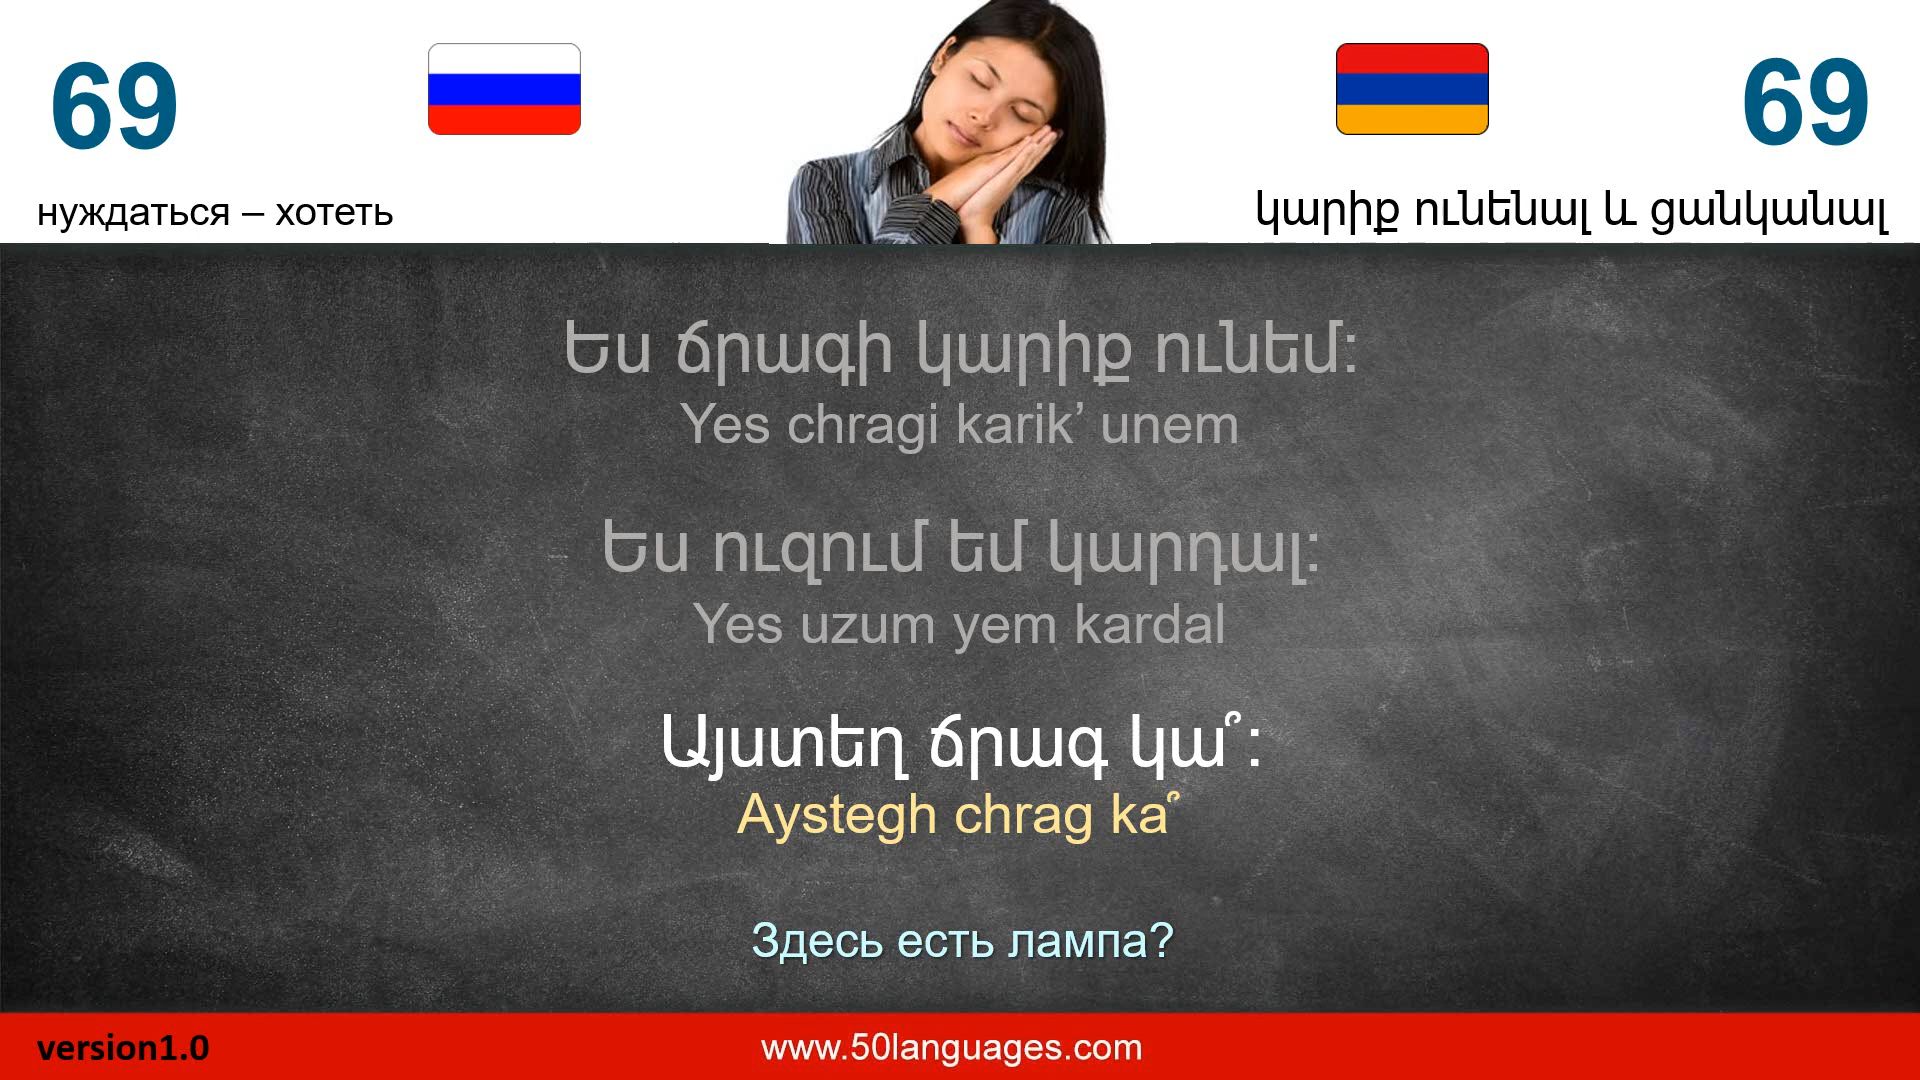 69
69
нуждаться – хотеть
կարիք ունենալ և ցանկանալ
Ես ճրագի կարիք ունեմ:
Yes chragi karik’ unem
Ես ուզում եմ կարդալ:
Yes uzum yem kardal
Այստեղ ճրագ կա՞:
Aystegh chrag ka՞
Здесь есть лампа?
version1.0
www.50languages.com